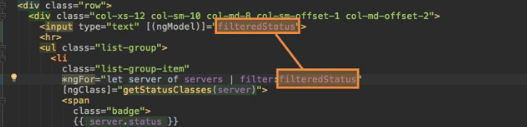 <div class="row">
<div class="col-xs-12 col-sm-10 col-md-8 col-sm-offset-1 col-md-offset-2">
<input type="text" [(ngModel)]="filteredStatus">
<hr>
<ul class="list-group">
<li
class="list-group-item"
*ngFor="let server of servers | filter:filteredStatus"
[ngClass]="getStatusClasses(server)">
<span
class="badge">
{{ server.status }}